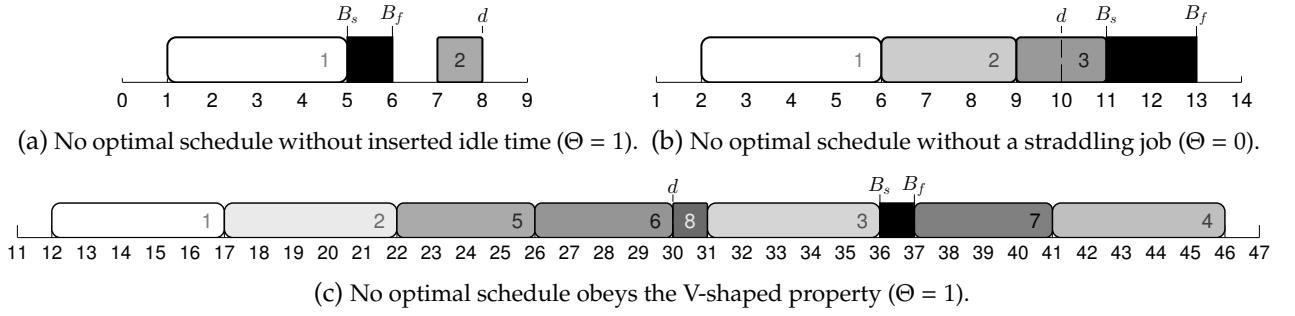 B_s B_f d d B_s B_f
1 2 1 2 3
0 1 2 3 4 5 6 7 8 9 1 2 3 4 5 6 7 8 9 10 11 12 13 14
(a) No optimal schedule without inserted idle time (Θ = 1). (b) No optimal schedule without a straddling job (Θ = 0).
d B_s B_f
1 2 5 6 8 3 7 4
11 12 13 14 15 16 17 18 19 20 21 22 23 24 25 26 27 28 29 30 31 32 33 34 35 36 37 38 39 40 41 42 43 44 45 46 47
(c) No optimal schedule obeys the V-shaped property (Θ = 1).